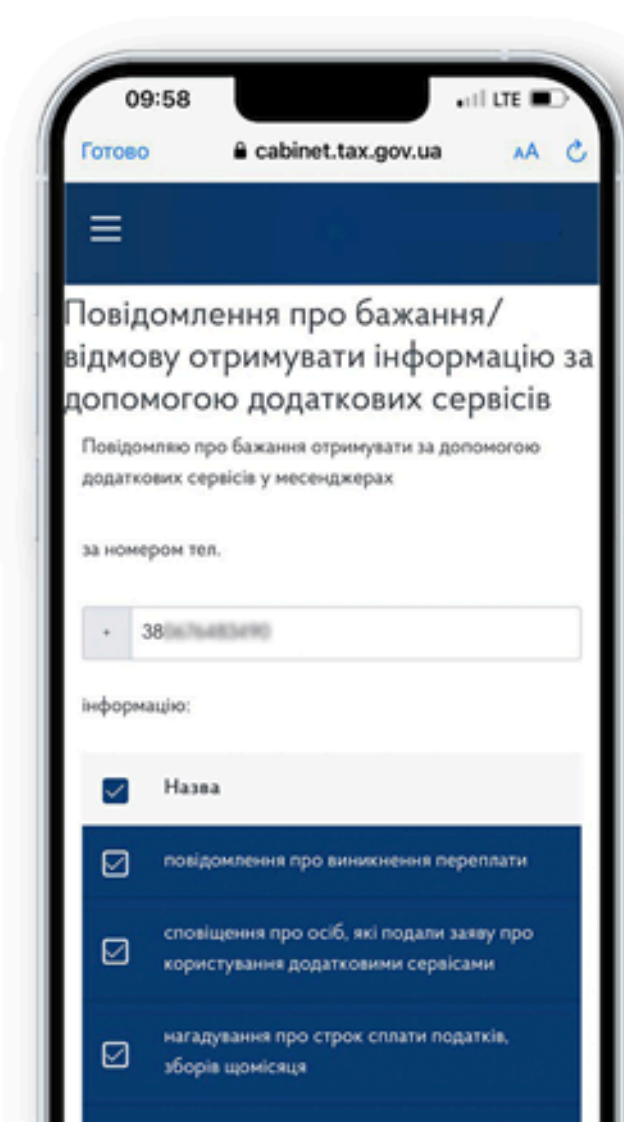 09:58 LTE
Готово cabinet.tax.gov.ua AA
Повідомлення про бажання/
відмову отримувати інформацію за
допомогою додаткових сервісів
Повідомляю про бажання отримувати за допомогою
додаткових сервісів у месенджерах
за номером тел.
+ 38
інформацію:
Назва
повідомлення про виникнення переплати
сповіщення про осіб, які подали заяву про
користування додатковими сервісами
нагадування про строк сплати податків,
зборів щомісяця